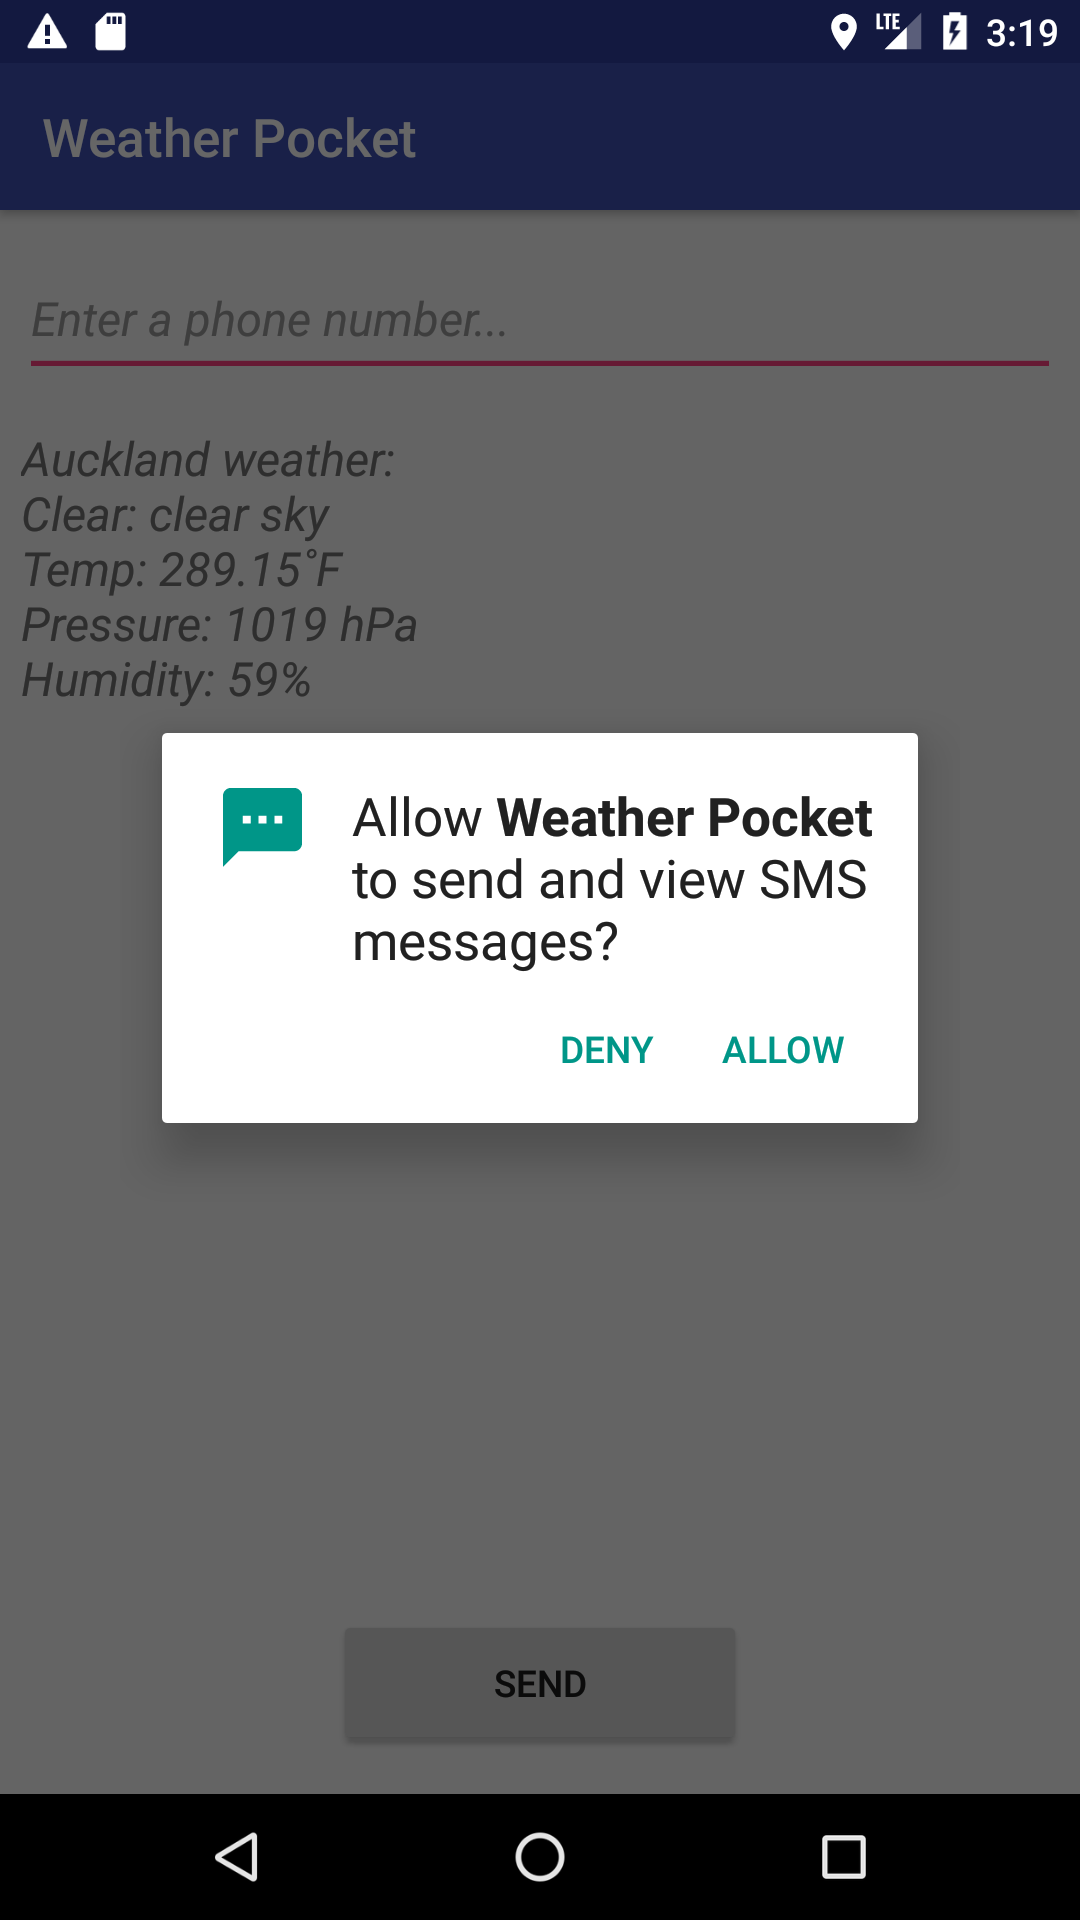 LTE 3:19
Weather Pocket
Enter a phone number...
Auckland weather:
Clear: clear sky
Temp: 289.15°F
Pressure: 1019 hPa
Humidity: 59%
Allow Weather Pocket
to send and view SMS
messages?
DENY ALLOW
SEND